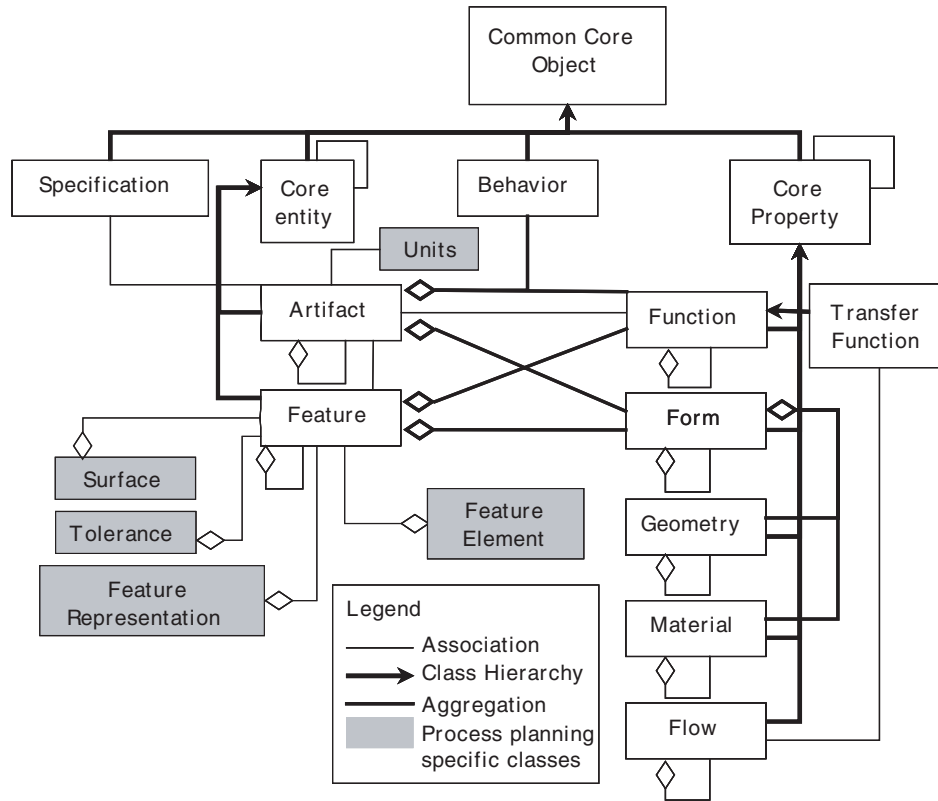 Common Core
Object
Specification
Core
entity
Behavior
Core
Property
Units
Artifact
Function
Transfer
Function
Feature
Form
Surface
Tolerance
Feature
Element
Geometry
Feature
Representation
Material
Flow
Legend
Association
Class Hierarchy
Aggregation
Process planning
specific classes